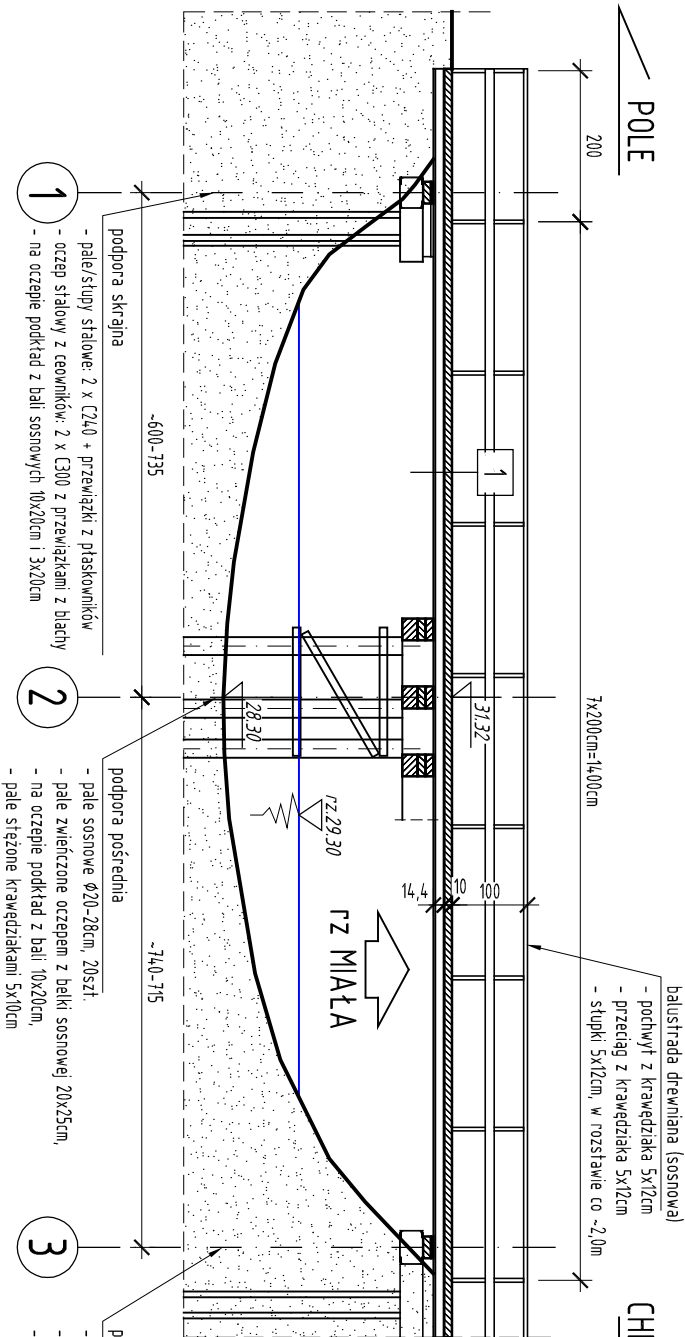 POLE
CH
200
7x200cm=1400cm
balustrada drewniana (sosnowa)
- pochwyt z krawędziaka 5x12cm
- przeciąg z krawędziaka 5x12cm
- słupki 5x12cm, w rozstawie co ~2,0m
1
31.32
14,4
10
100
28.30
rz.29.30
rz MIAŁA
~600-735
~740-715
1
podpora skrajna
- pale/słupy stalowe: 2 x C240 + przewiązki z płaskowników
- oczep stalowy z ceowników: 2 x C300 z przewiązkami z blachy
- na oczepie podkład z bali sosnowych 10x20cm i 3x20cm
2
podpora pośrednia
- pale sosnowe Ø20-28cm, 20szt.
- pale zwieńczone oczepem z belki sosnowej 20x25cm,
- na oczepie podkład z bali 10x20cm,
- pale stężone krawędziakami 5x10cm
3
p
-
-
-